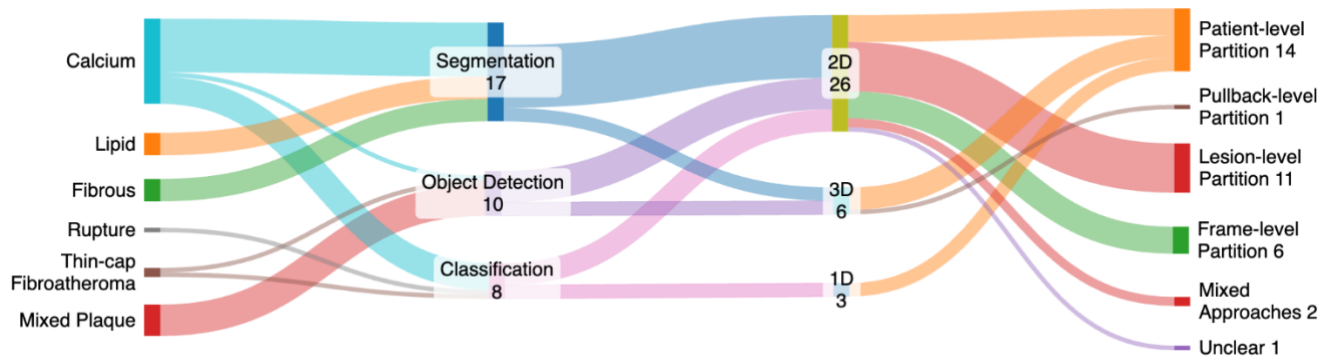 Calcium
Lipid
Fibrous
Rupture
Thin-cap
Fibroatheroma
Mixed Plaque
Segmentation
17
Object Detection
10
Classification
8
2D
26
3D
6
1D
3
Patient-level
Partition 14
Pullback-level
Partition 1
Lesion-level
Partition 11
Frame-level
Partition 6
Mixed
Approaches 2
Unclear 1